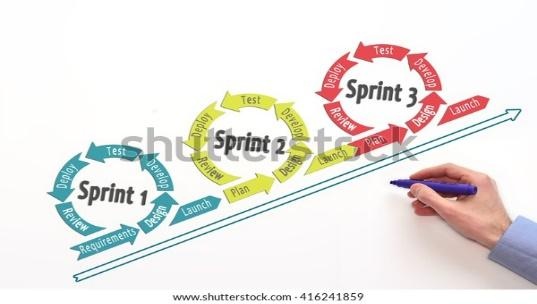 Sprint 1
Requirements
Design
Develop
Test
Deploy
Review
Launch
Sprint 2
Plan
Design
Develop
Test
Deploy
Review
Launch
Sprint 3
Plan
Design
Develop
Test
Deploy
Review
Launch
shutterstock
www.shutterstock.com · 416241859